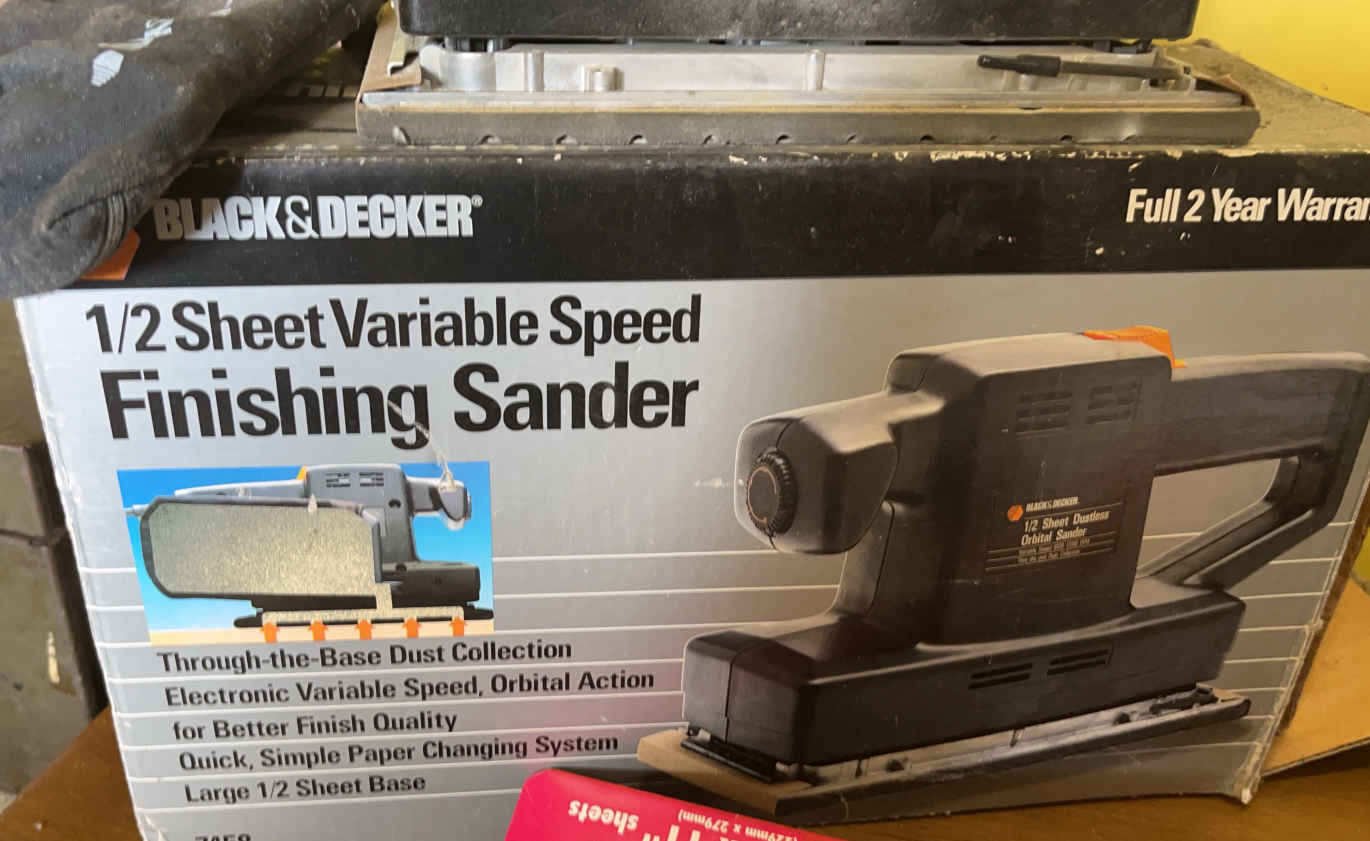 BLACK&DECKER®
Full 2 Year
1/2 Sheet Variable Speed
Finishing Sander
BLACK&DECKER
1/2 Sheet Dustless
Orbital Sander
Through-the-Base Dust Collection
Electronic Variable Speed, Orbital Action
for Better Finish Quality
Quick, Simple Paper Changing System
Large 1/2 Sheet Base
sheets
(229mm x 279mm)